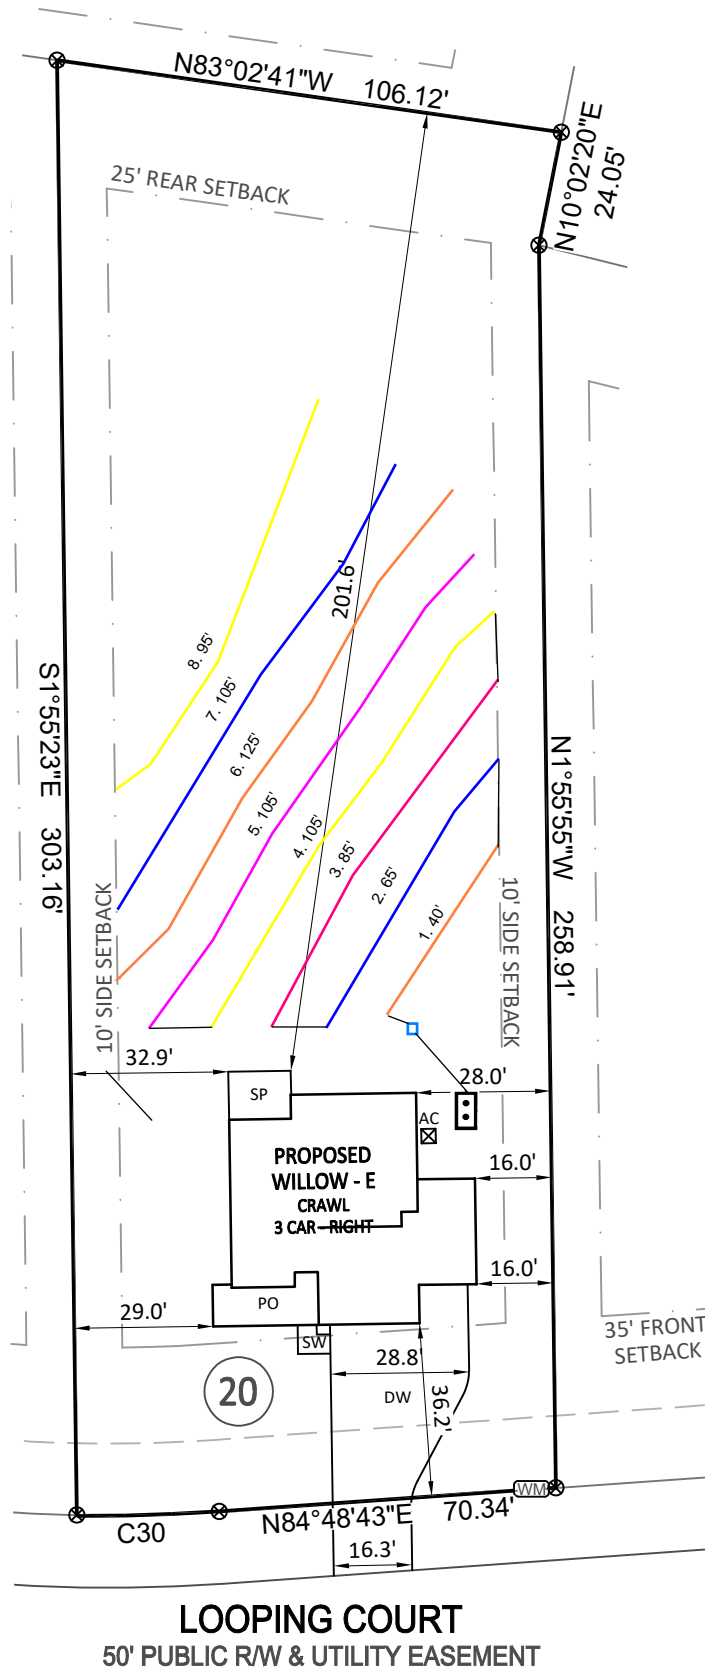 N83°02'41"W 106.12'
N10°02'20"E
24.05'
25' REAR SETBACK
201.6'
8. 95'
7. 105'
6. 125'
5. 105'
4. 105'
3. 85'
2. 65'
1. 40'
S1°55'23"E 303.16'
N1°55'55"W 258.91'
10' SIDE SETBACK
10' SIDE SETBACK
32.9'
28.0'
SP
AC
PROPOSED
WILLOW - E
CRAWL
3 CAR - RIGHT
16.0'
16.0'
29.0'
PO
SW
35' FRONT
SETBACK
28.8'
20
DW
36.2'
WM
C30
N84°48'43"E 70.34'
16.3'
LOOPING COURT
50' PUBLIC R/W & UTILITY EASEMENT